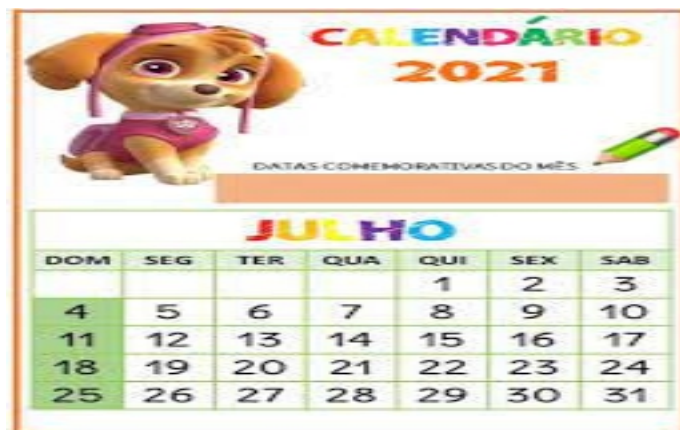 CALENDÁRIO
2021
DATAS COMEMORATIVAS DO MÊS
JULHO
DOM SEG TER QUA QUI SEX SAB
1 2 3
4 5 6 7 8 9 10
11 12 13 14 15 16 17
18 19 20 21 22 23 24
25 26 27 28 29 30 31